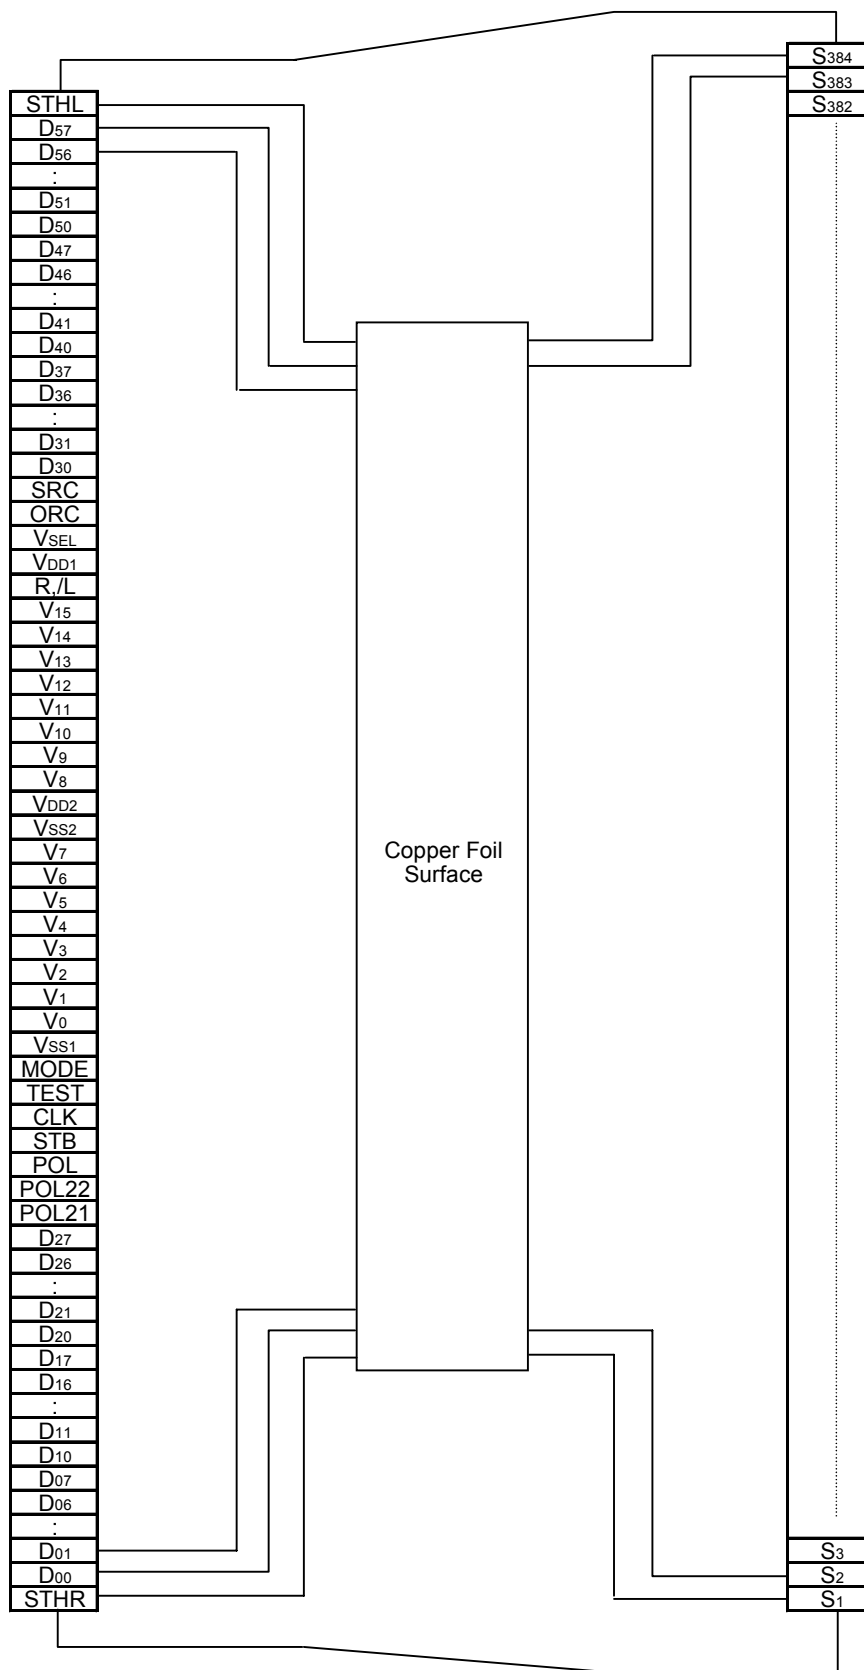 STHL
D57
D56
:
D51
D50
D47
D46
:
D41
D40
D37
D36
:
D31
D30
SRC
ORC
VSEL
VDD1
R,/L
V15
V14
V13
V12
V11
V10
V9
V8
VDD2
VSS2
V7
V6
V5
V4
V3
V2
V1
V0
VSS1
MODE
TEST
CLK
STB
POL
POL22
POL21
D27
D26
:
D21
D20
D17
D16
:
D11
D10
D07
D06
:
D01
D00
STHR
Copper Foil
Surface
S384
S383
S382
S3
S2
S1